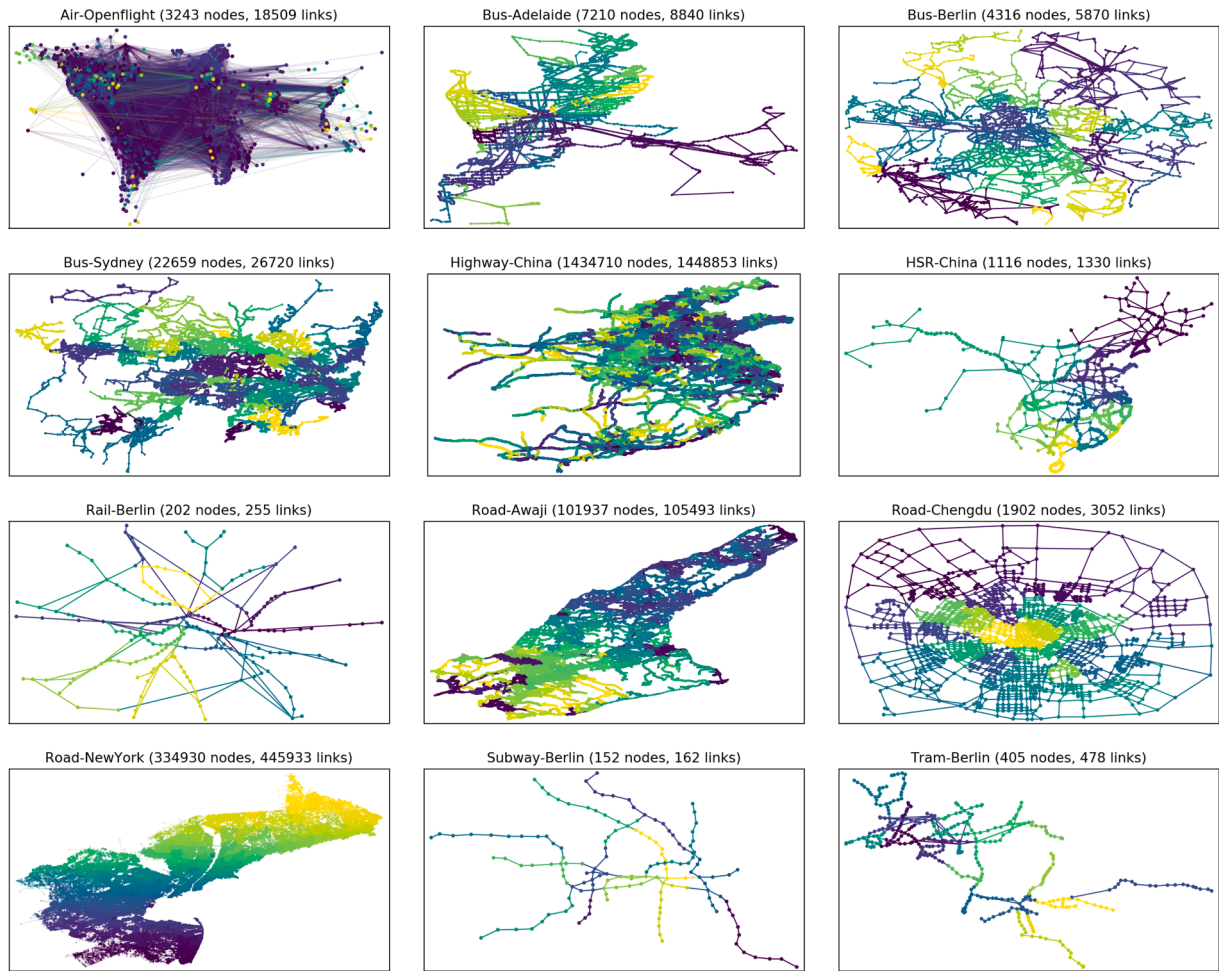 Air-Openflight (3243 nodes, 18509 links)
Bus-Adelaide (7210 nodes, 8840 links)
Bus-Berlin (4316 nodes, 5870 links)
Bus-Sydney (22659 nodes, 26720 links)
Highway-China (1434710 nodes, 1448853 links)
HSR-China (1116 nodes, 1330 links)
Rail-Berlin (202 nodes, 255 links)
Road-Awaji (101937 nodes, 105493 links)
Road-Chengdu (1902 nodes, 3052 links)
Road-NewYork (334930 nodes, 445933 links)
Subway-Berlin (152 nodes, 162 links)
Tram-Berlin (405 nodes, 478 links)